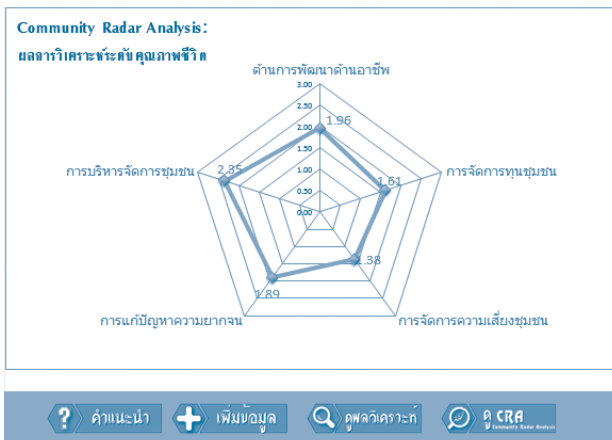 Community Radar Analysis:
ผลการวิเคราะห์ระดับคุณภาพชีวิต
ด้านการพัฒนาด้านอาชีพ
3.00
2.50
2.00
1.50
1.00
0.50
0.00
1.96
การบริหารจัดการชุมชน
2.35
1.61
การจัดการทุนชุมชน
1.38
1.89
การแก้ปัญหาความยากจน
การจัดการความเสี่ยงชุมชน
? คำแนะนำ
เพิ่มข้อมูล
ดูผลวิเคราะห์
ดู CRA
Community Radar Analysis